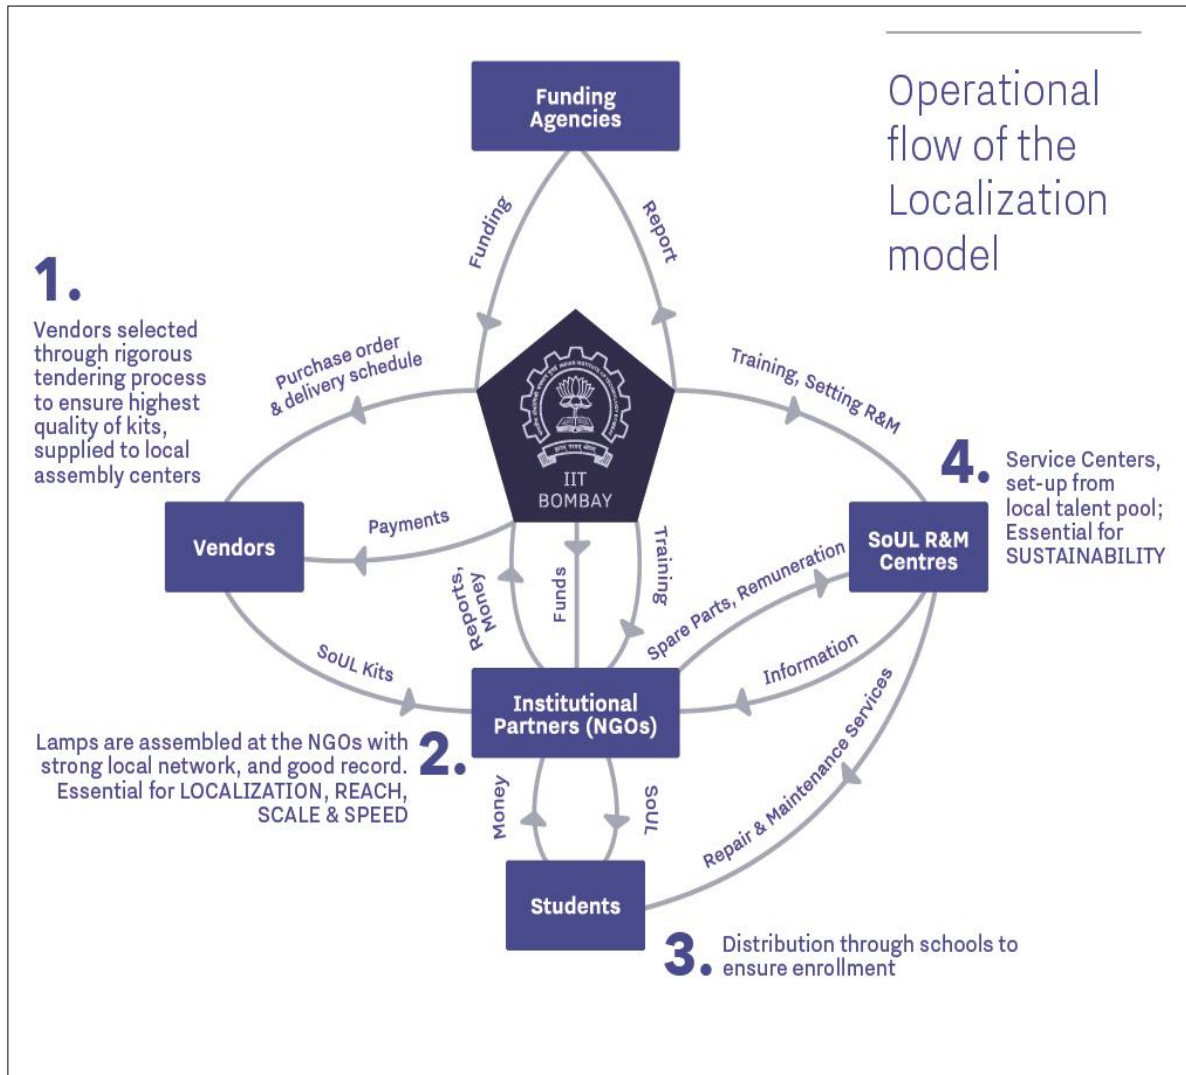 Operational
flow of the
Localization
model
Funding
Agencies
Funding
Report
1.
Vendors selected
through rigorous
tendering process
to ensure highest
quality of kits,
supplied to local
assembly centers
Purchase order
& delivery schedule
Training, Setting R&M
IIT
BOMBAY
4.
Service Centers,
set-up from
local talent pool;
Essential for
SUSTAINABILITY
Vendors
Payments
SoUL R&M
Centres
Reports,
Money
Funds
Training
Spare Parts, Remuneration
Information
SoUL Kits
Institutional
Partners (NGOs)
2.
Lamps are assembled at the NGOs with
strong local network, and good record.
Essential for LOCALIZATION, REACH,
SCALE & SPEED
Money
SoUL
Repair & Maintenance Services
Students
3.
Distribution through schools to
ensure enrollment